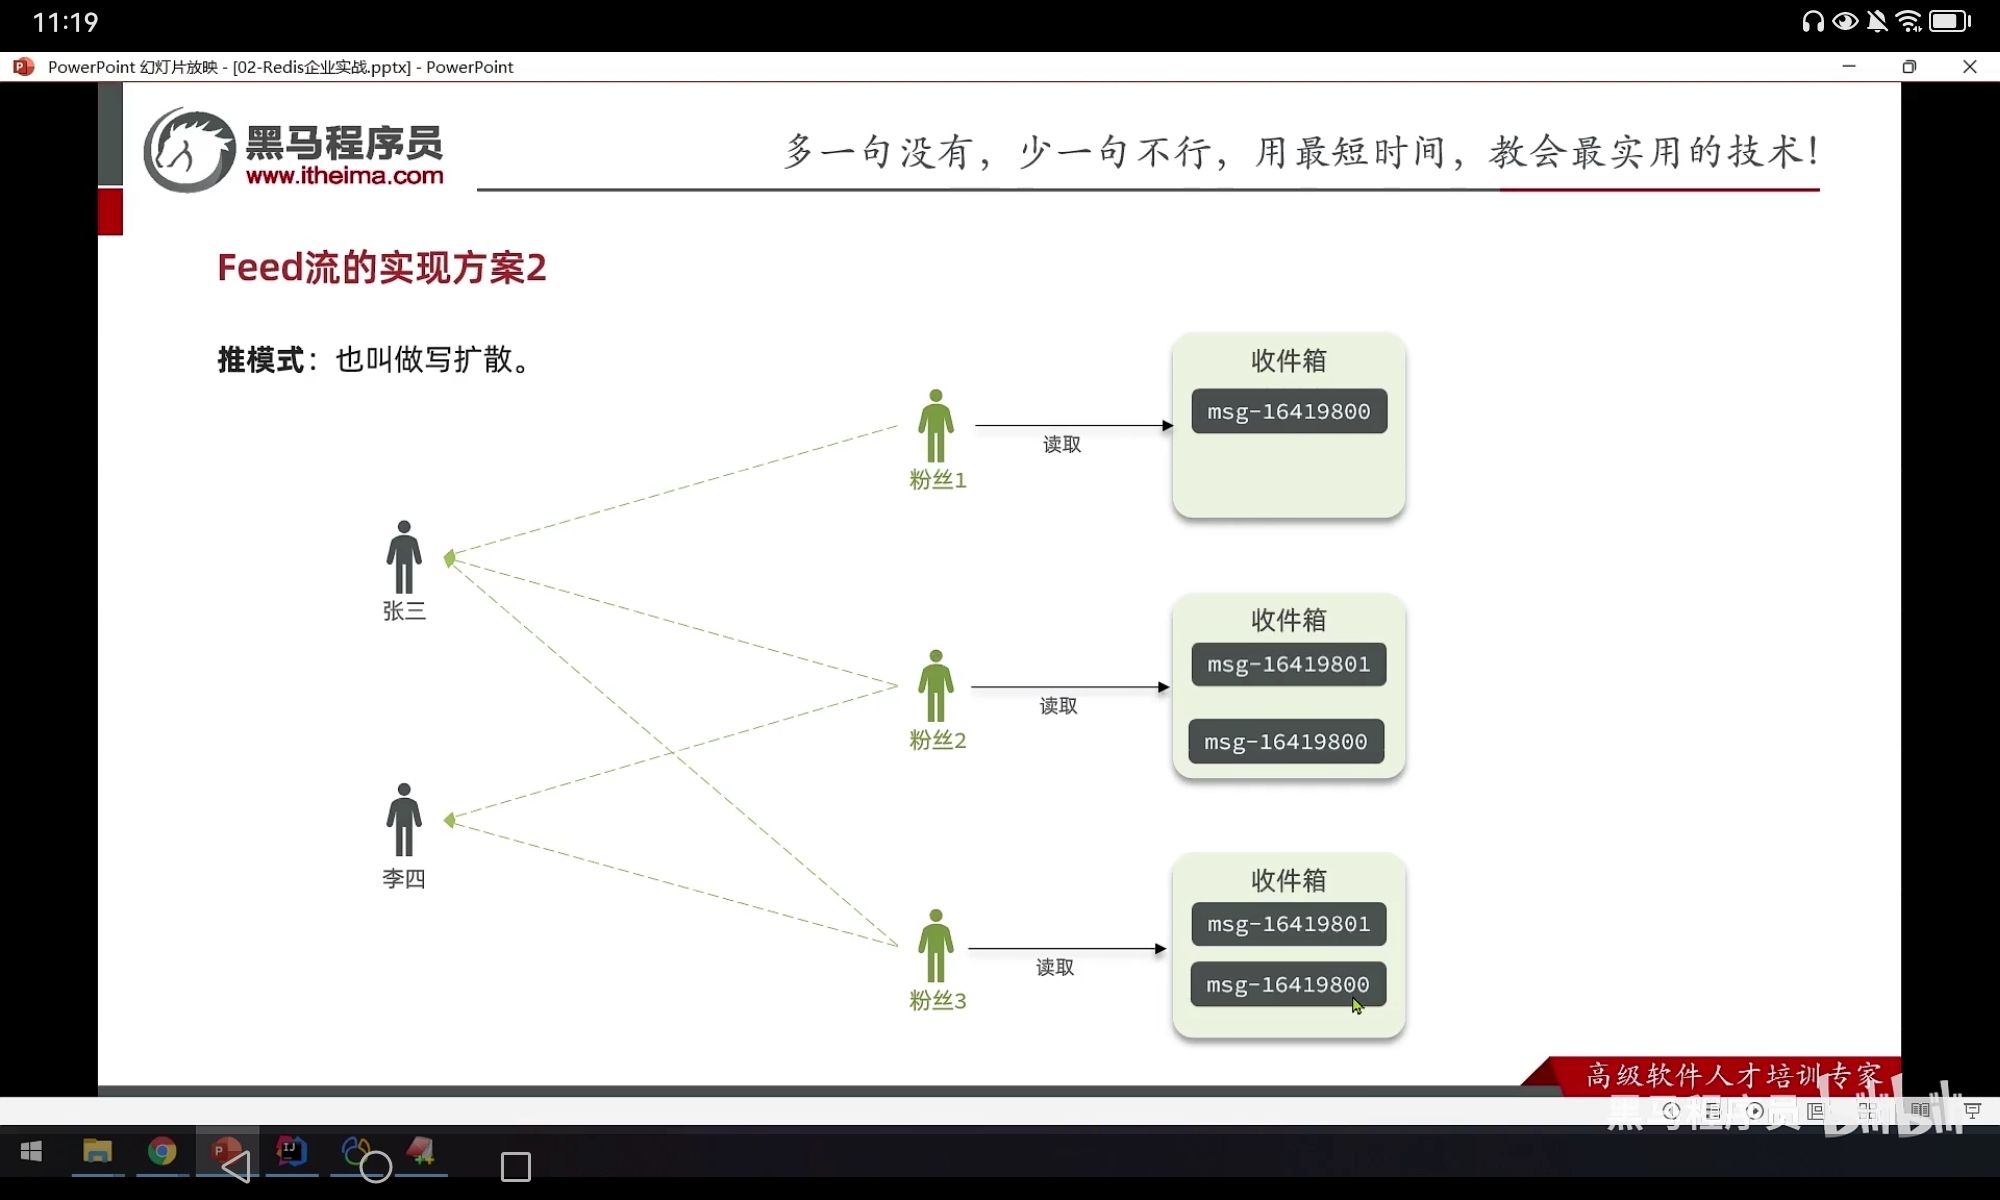 11:19
PowerPoint 幻灯片放映 - [02-Redis企业实战.pptx] - PowerPoint
黑马程序员
www.itheima.com
多一句没有，少一句不行，用最短时间，教会最实用的技术！
Feed流的实现方案2
推模式：也叫做写扩散。
收件箱
msg-16419800
读取
粉丝1
张三
收件箱
msg-16419801
读取
粉丝2
msg-16419800
李四
收件箱
msg-16419801
读取
msg-16419800
粉丝3
高级软件人才培训专家
黑马程序员 bilibili